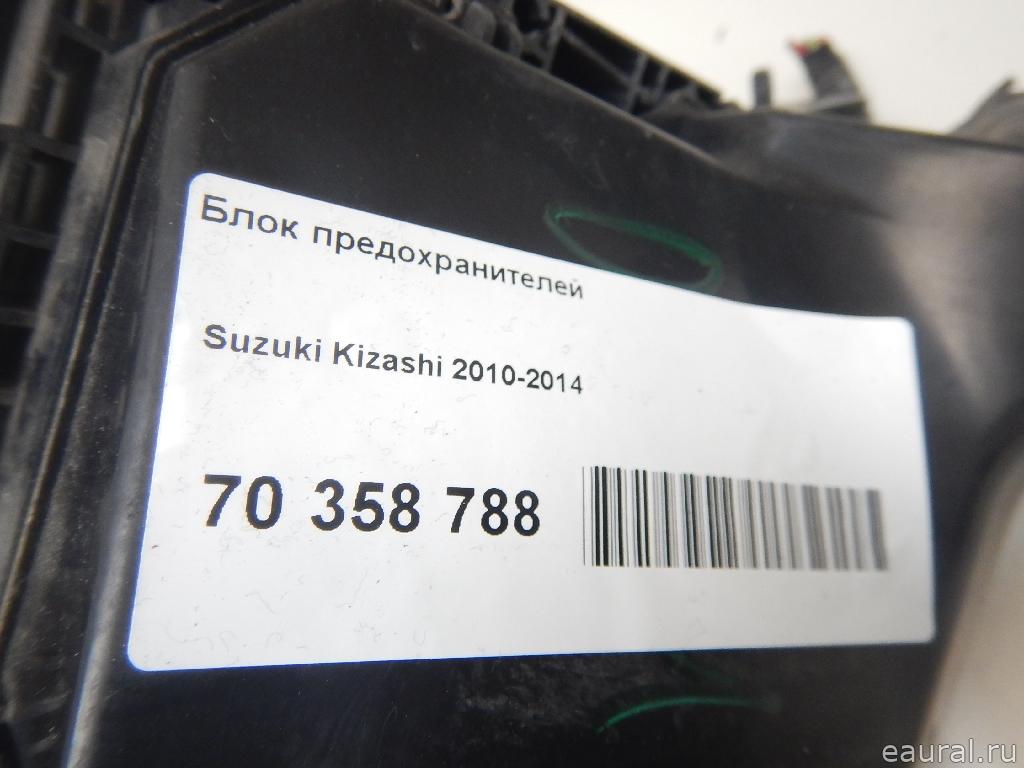 Блок предохранителей
Suzuki Kizashi 2010-2014
70 358 788
eaural.ru